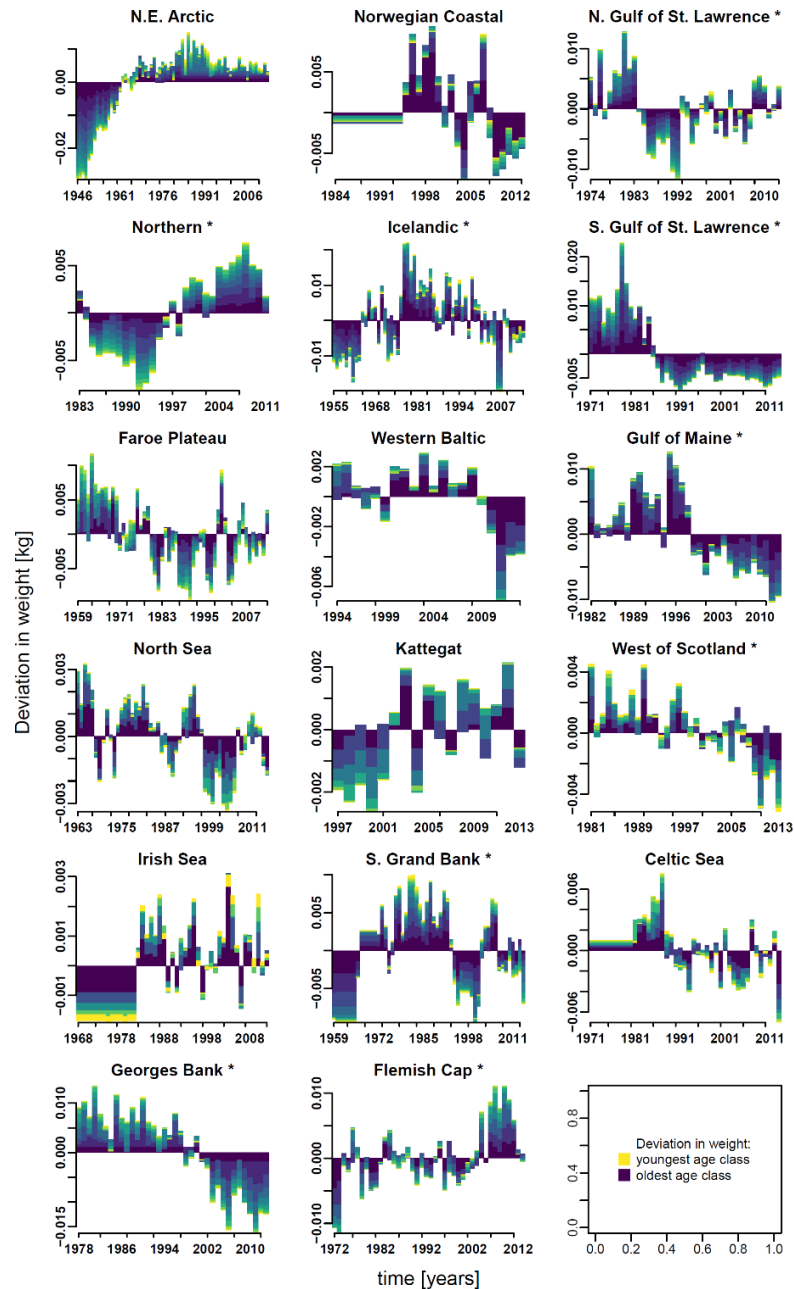 Deviation in weight [kg]
N.E. Arctic
0.00
1946 1961 1976 1991 2006
Norwegian Coastal
0.005
−0.005
1984 1991 1998 2005 2012
N. Gulf of St. Lawrence *
0.010
0.000
−0.010
1974 1983 1992 2001 2010
Northern *
0.005
−0.005
1983 1990 1997 2004 2011
Icelandic *
0.01
−0.01
1955 1968 1981 1994 2007
S. Gulf of St. Lawrence *
0.020
0.010
−0.005
1971 1981 1991 2001 2011
Faroe Plateau
0.005
−0.005
1959 1971 1983 1995 2007
Western Baltic
0.002
−0.002
−0.006
1994 1999 2004 2009
Gulf of Maine *
0.010
0.000
−0.010
1982 1989 1996 2003 2010
North Sea
0.003
0.000
−0.003
1963 1975 1987 1999 2011
Kattegat
0.002
0.000
−0.002
1997 2001 2005 2009 2013
West of Scotland *
0.004
0.000
−0.004
1981 1989 1997 2005 2013
Irish Sea
0.003
0.001
−0.001
1968 1978 1988 1998 2008
S. Grand Bank *
0.005
−0.005
1959 1972 1985 1998 2011
Celtic Sea
0.006
0.000
−0.006
1971 1981 1991 2001 2011
Georges Bank *
0.010
0.000
−0.015
1978 1986 1994 2002 2010
Flemish Cap *
0.010
0.000
−0.010
1972 1982 1992 2002 2012
0.8
0.4
0.0
Deviation in weight:
youngest age class
oldest age class
0.0 0.2 0.4 0.6 0.8 1.0
time [years]